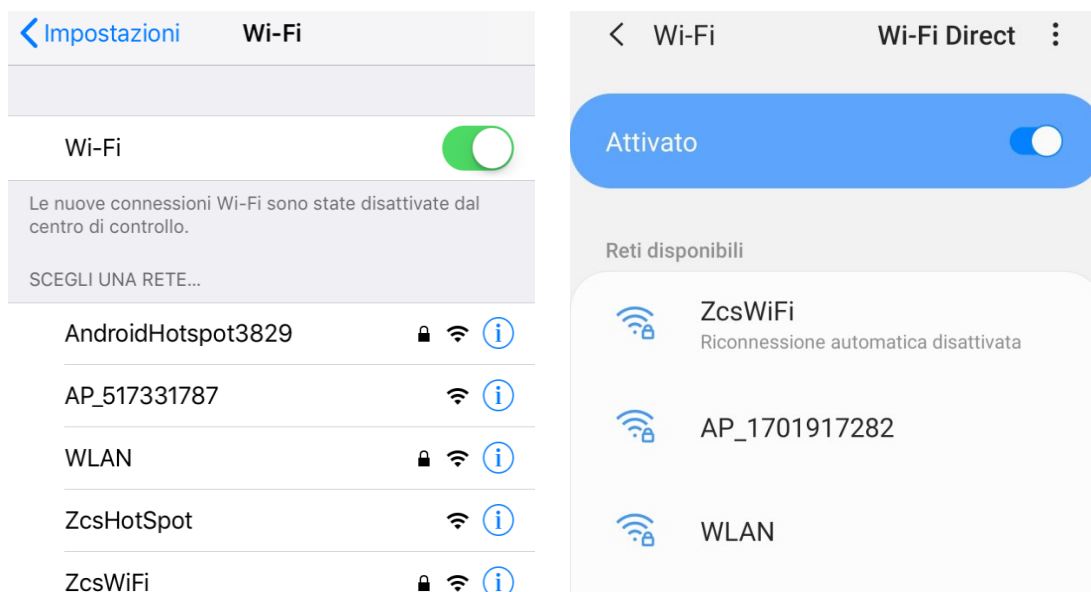 Impostazioni Wi-Fi
Wi-Fi
Le nuove connessioni Wi-Fi sono state disattivate dal
centro di controllo.
SCEGLI UNA RETE...
AndroidHotspot3829
AP_517331787
WLAN
ZcsHotSpot
ZcsWiFi
Wi-Fi Wi-Fi Direct
Attivato
Reti disponibili
ZcsWiFi
Riconnessione automatica disattivata
AP_1701917282
WLAN